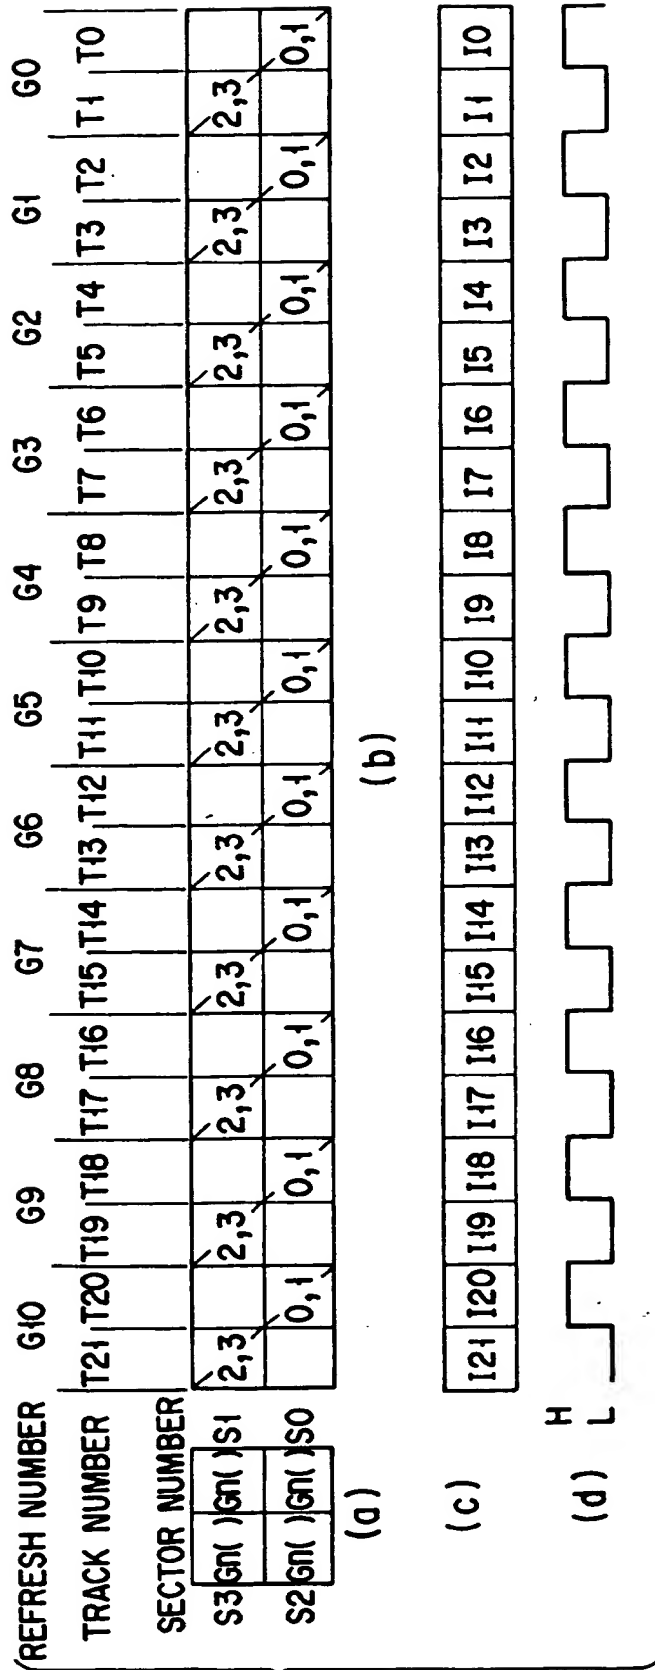 REFRESH NUMBER G10 G9 G8 G7 G6 G5 G4 G3 G2 G1 G0
TRACK NUMBER T21 T20 T19 T18 T17 T16 T15 T14 T13 T12 T11 T10 T9 T8 T7 T6 T5 T4 T3 T2 T1 T0
SECTOR NUMBER
S3 Gn( ) Gn( ) S1 2,3 2,3 2,3 2,3 2,3 2,3 2,3 2,3 2,3 2,3 2,3
S2 Gn( ) Gn( ) S0 0,1 0,1 0,1 0,1 0,1 0,1 0,1 0,1 0,1 0,1 0,1
(a) (b)
(c) I21 I20 I19 I18 I17 I16 I15 I14 I13 I12 I11 I10 I9 I8 I7 I6 I5 I4 I3 I2 I1 I0
H
(d) L